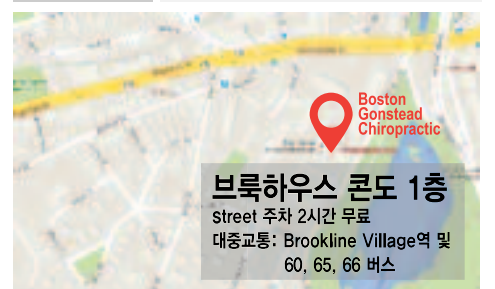 Boston
Gonstead
Chiropractic
브룩하우스 콘도 1층
street 주차 2시간 무료
대중교통: Brookline Village역 및
60, 65, 66 버스